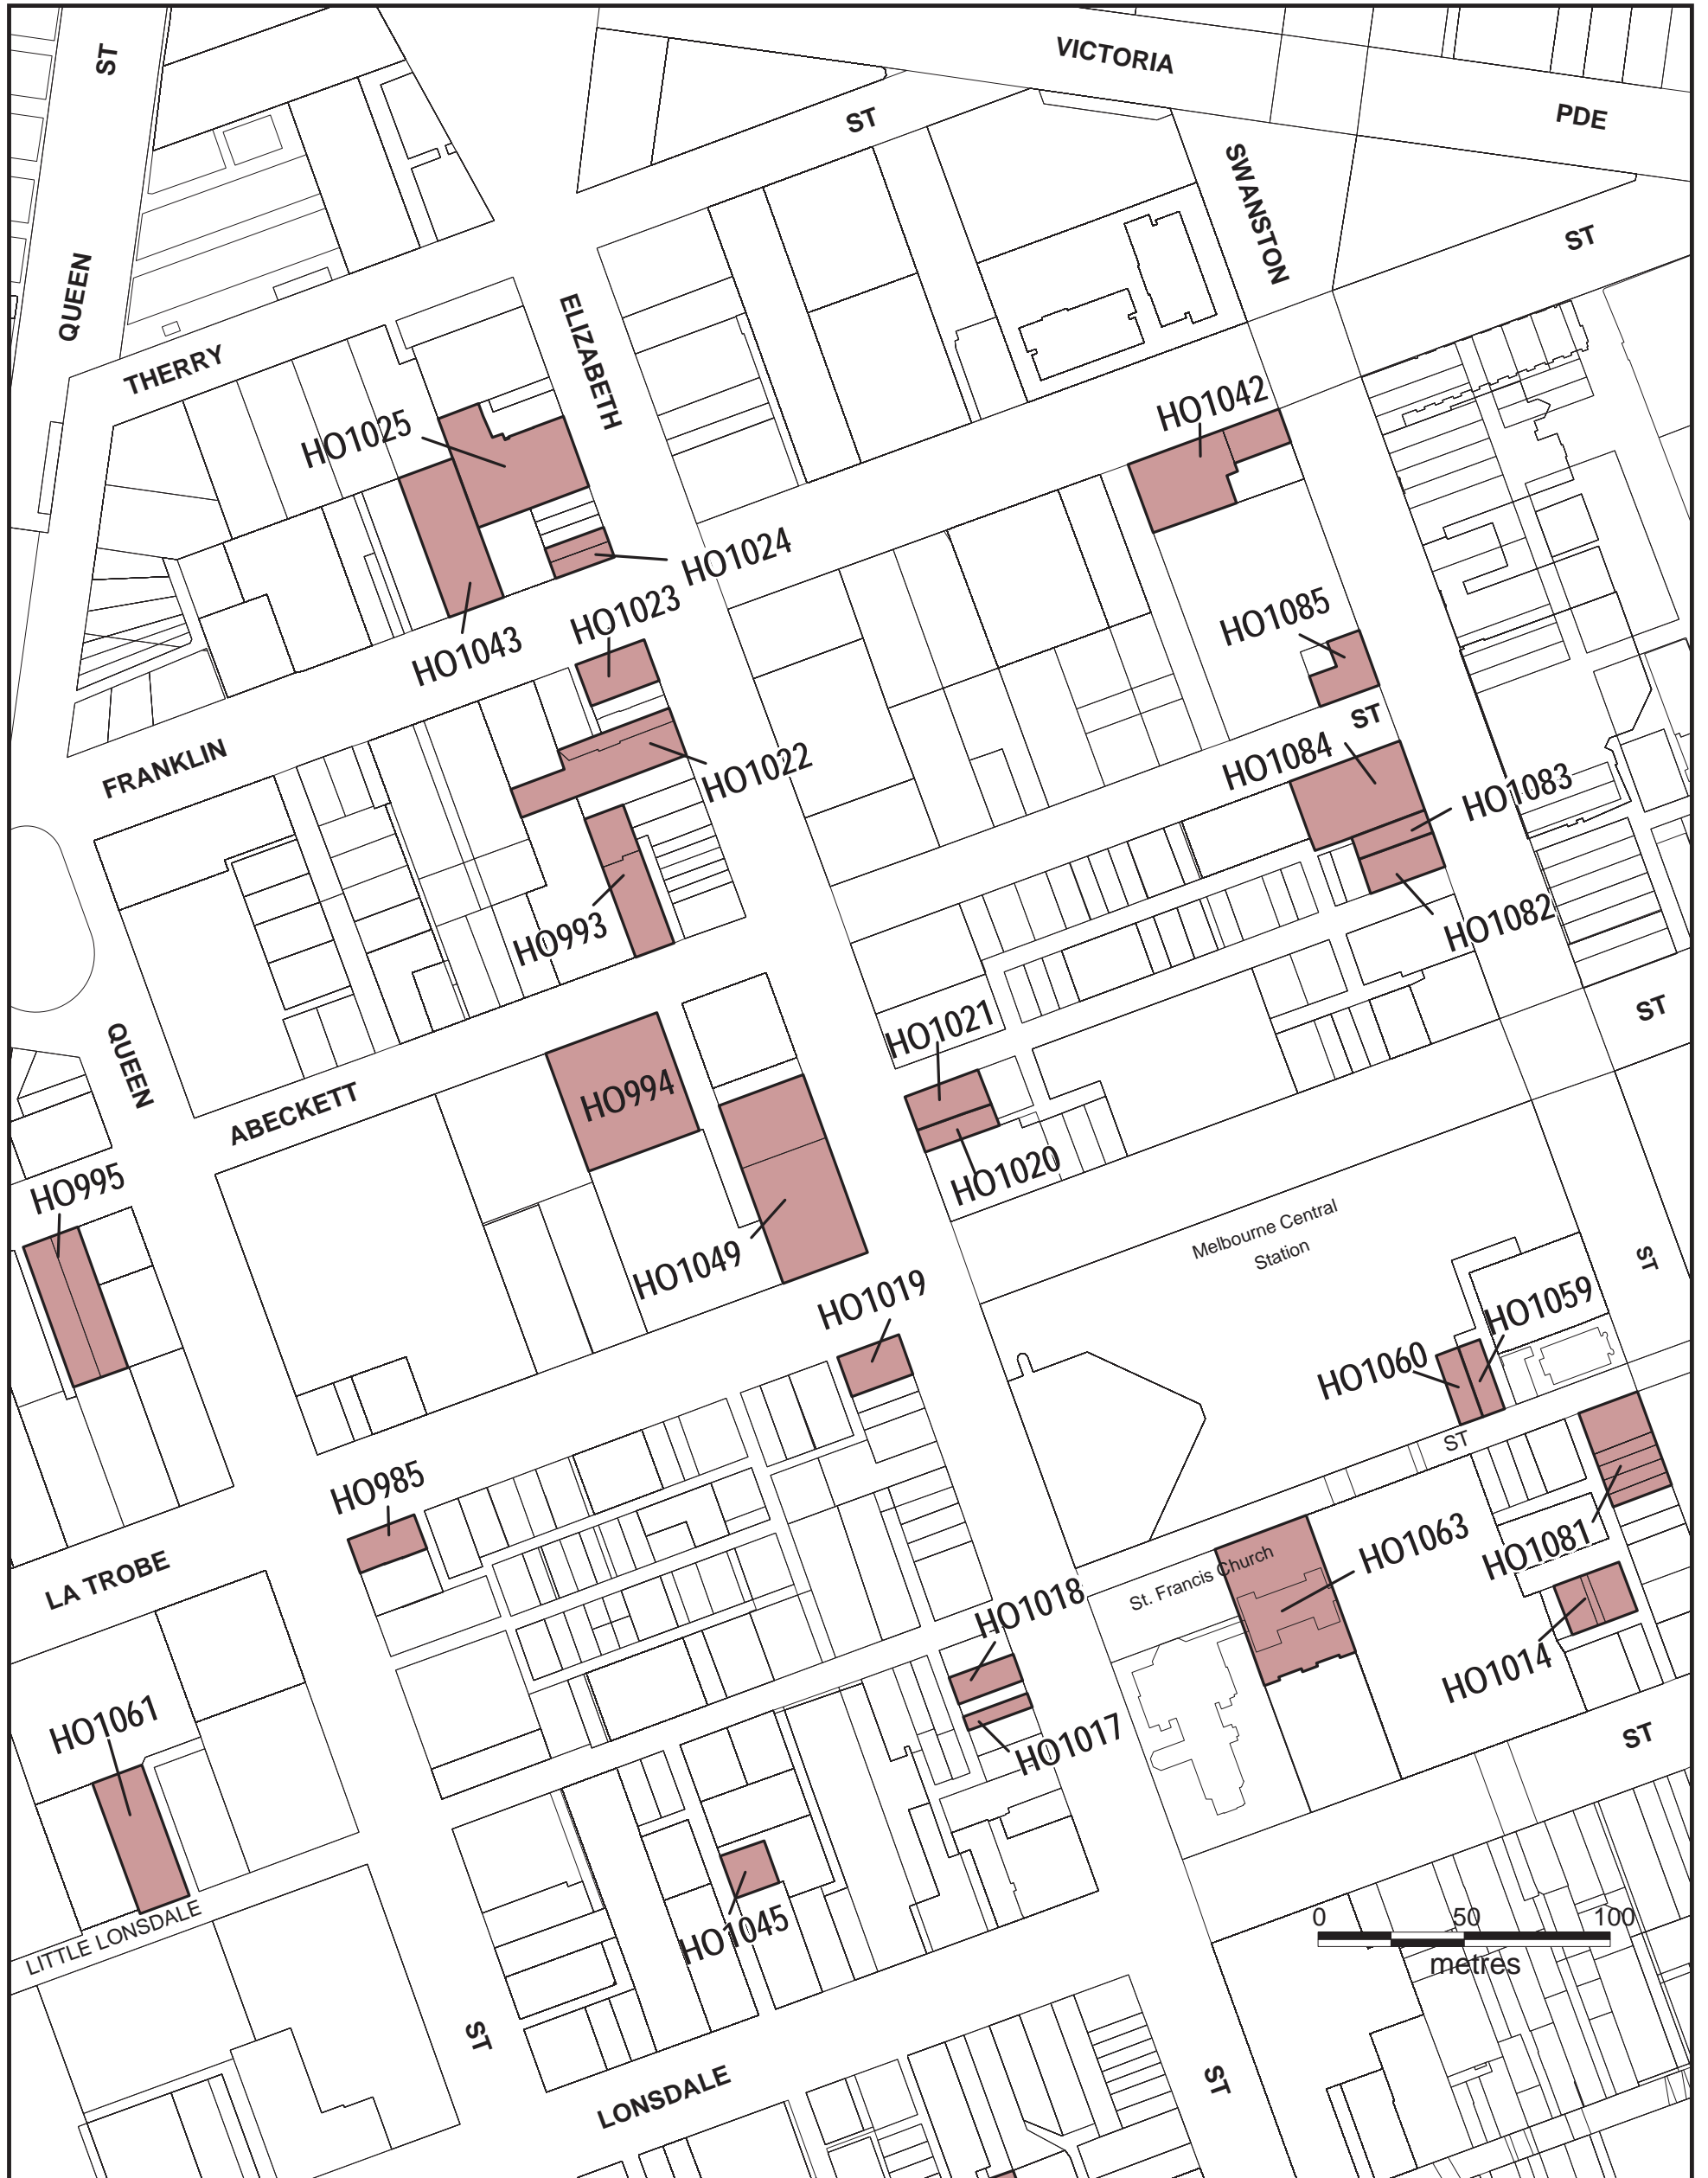 ST
VICTORIA
PDE
ST
SWANSTON
ST
QUEEN
ELIZABETH
THERRY
HO1025
HO1042
HO1024
HO1023
HO1085
HO1043
ST
FRANKLIN
HO1022
HO1084
HO1083
HO993
HO1082
HO1021
ST
QUEEN
HO994
ABECKETT
HO1020
HO995
Melbourne Central
Station
HO1049
ST
HO1019
HO1059
HO1060
ST
HO985
HO1063
HO1081
LA TROBE
St. Francis Church
HO1018
HO1014
HO1061
HO1017
ST
HO1045
LITTLE LONSDALE
0 50 100
metres
ST
LONSDALE
ST